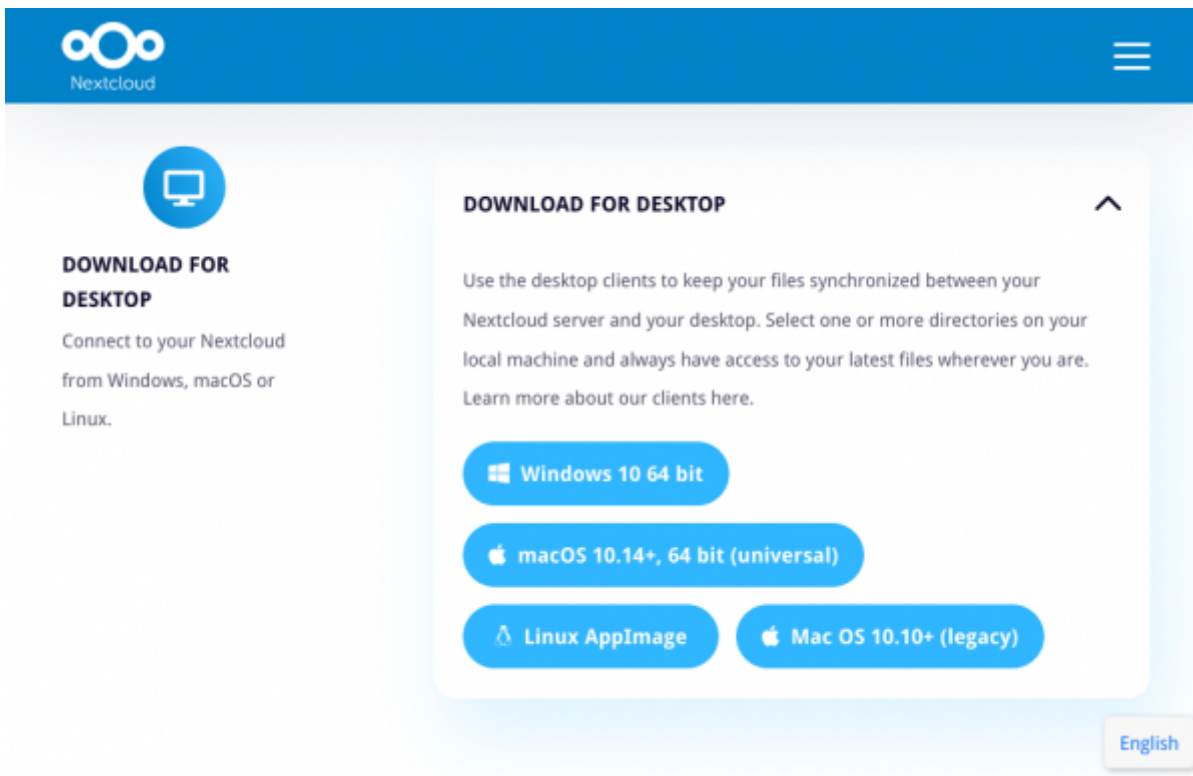 Nextcloud
DOWNLOAD FOR
DESKTOP
Connect to your Nextcloud
from Windows, macOS or
Linux.
DOWNLOAD FOR DESKTOP
Use the desktop clients to keep your files synchronized between your
Nextcloud server and your desktop. Select one or more directories on your
local machine and always have access to your latest files wherever you are.
Learn more about our clients here.
Windows 10 64 bit
macOS 10.14+, 64 bit (universal)
Linux AppImage
Mac OS 10.10+ (legacy)
English